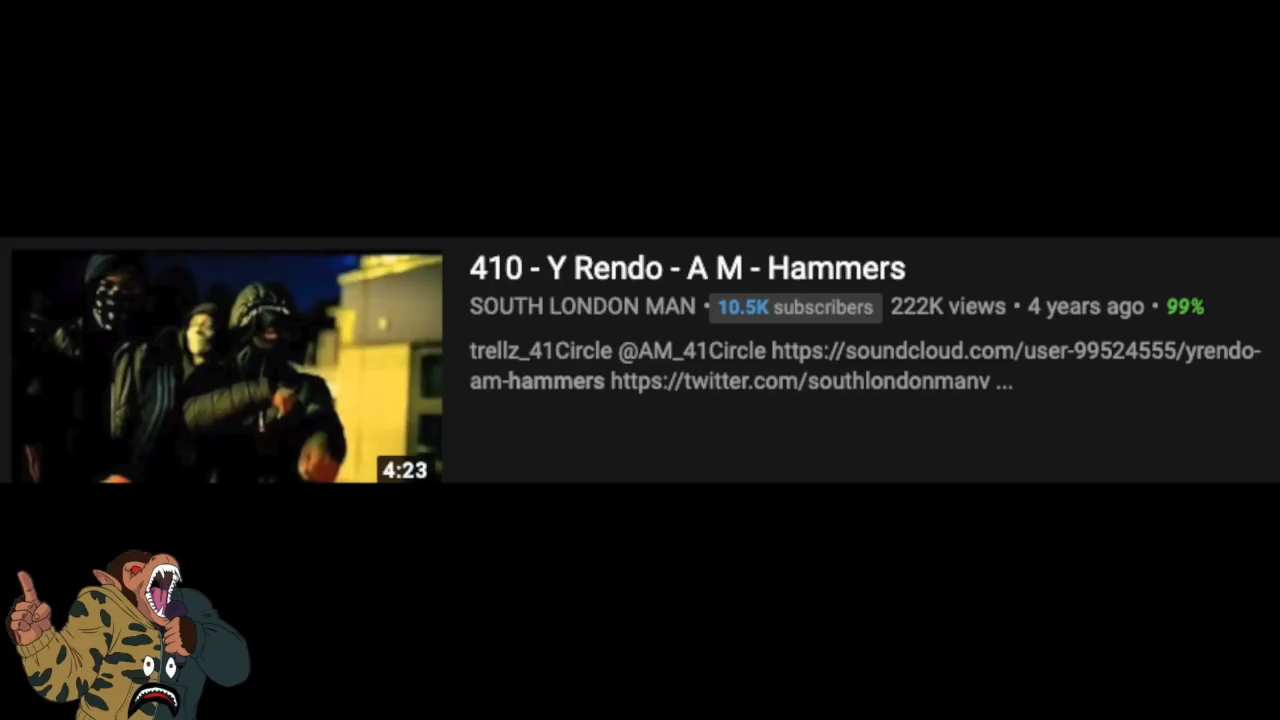 410 - Y Rendo - A M - Hammers
SOUTH LONDON MAN • 10.5K subscribers 222K views • 4 years ago • 99%
trellz_41Circle @AM_41Circle https://soundcloud.com/user-99524555/yrendo-
am-hammers https://twitter.com/southlondonmanv ...
4:23